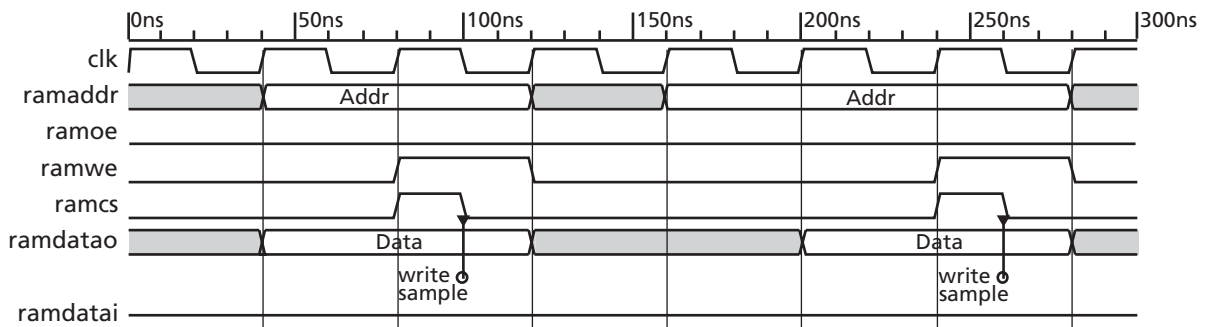 0ns 50ns 100ns 150ns 200ns 250ns 300ns
clk
ramaddr Addr Addr
ramoe
ramwe
ramcs
ramdatao Data Data
write write
sample sample
ramdatai